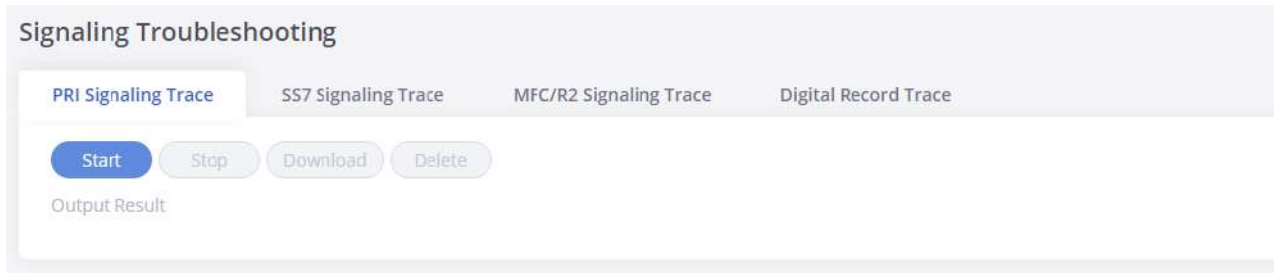 Signaling Troubleshooting
PRI Signaling Trace SS7 Signaling Trace MFC/R2 Signaling Trace Digital Record Trace
Start Stop Download Delete
Output Result